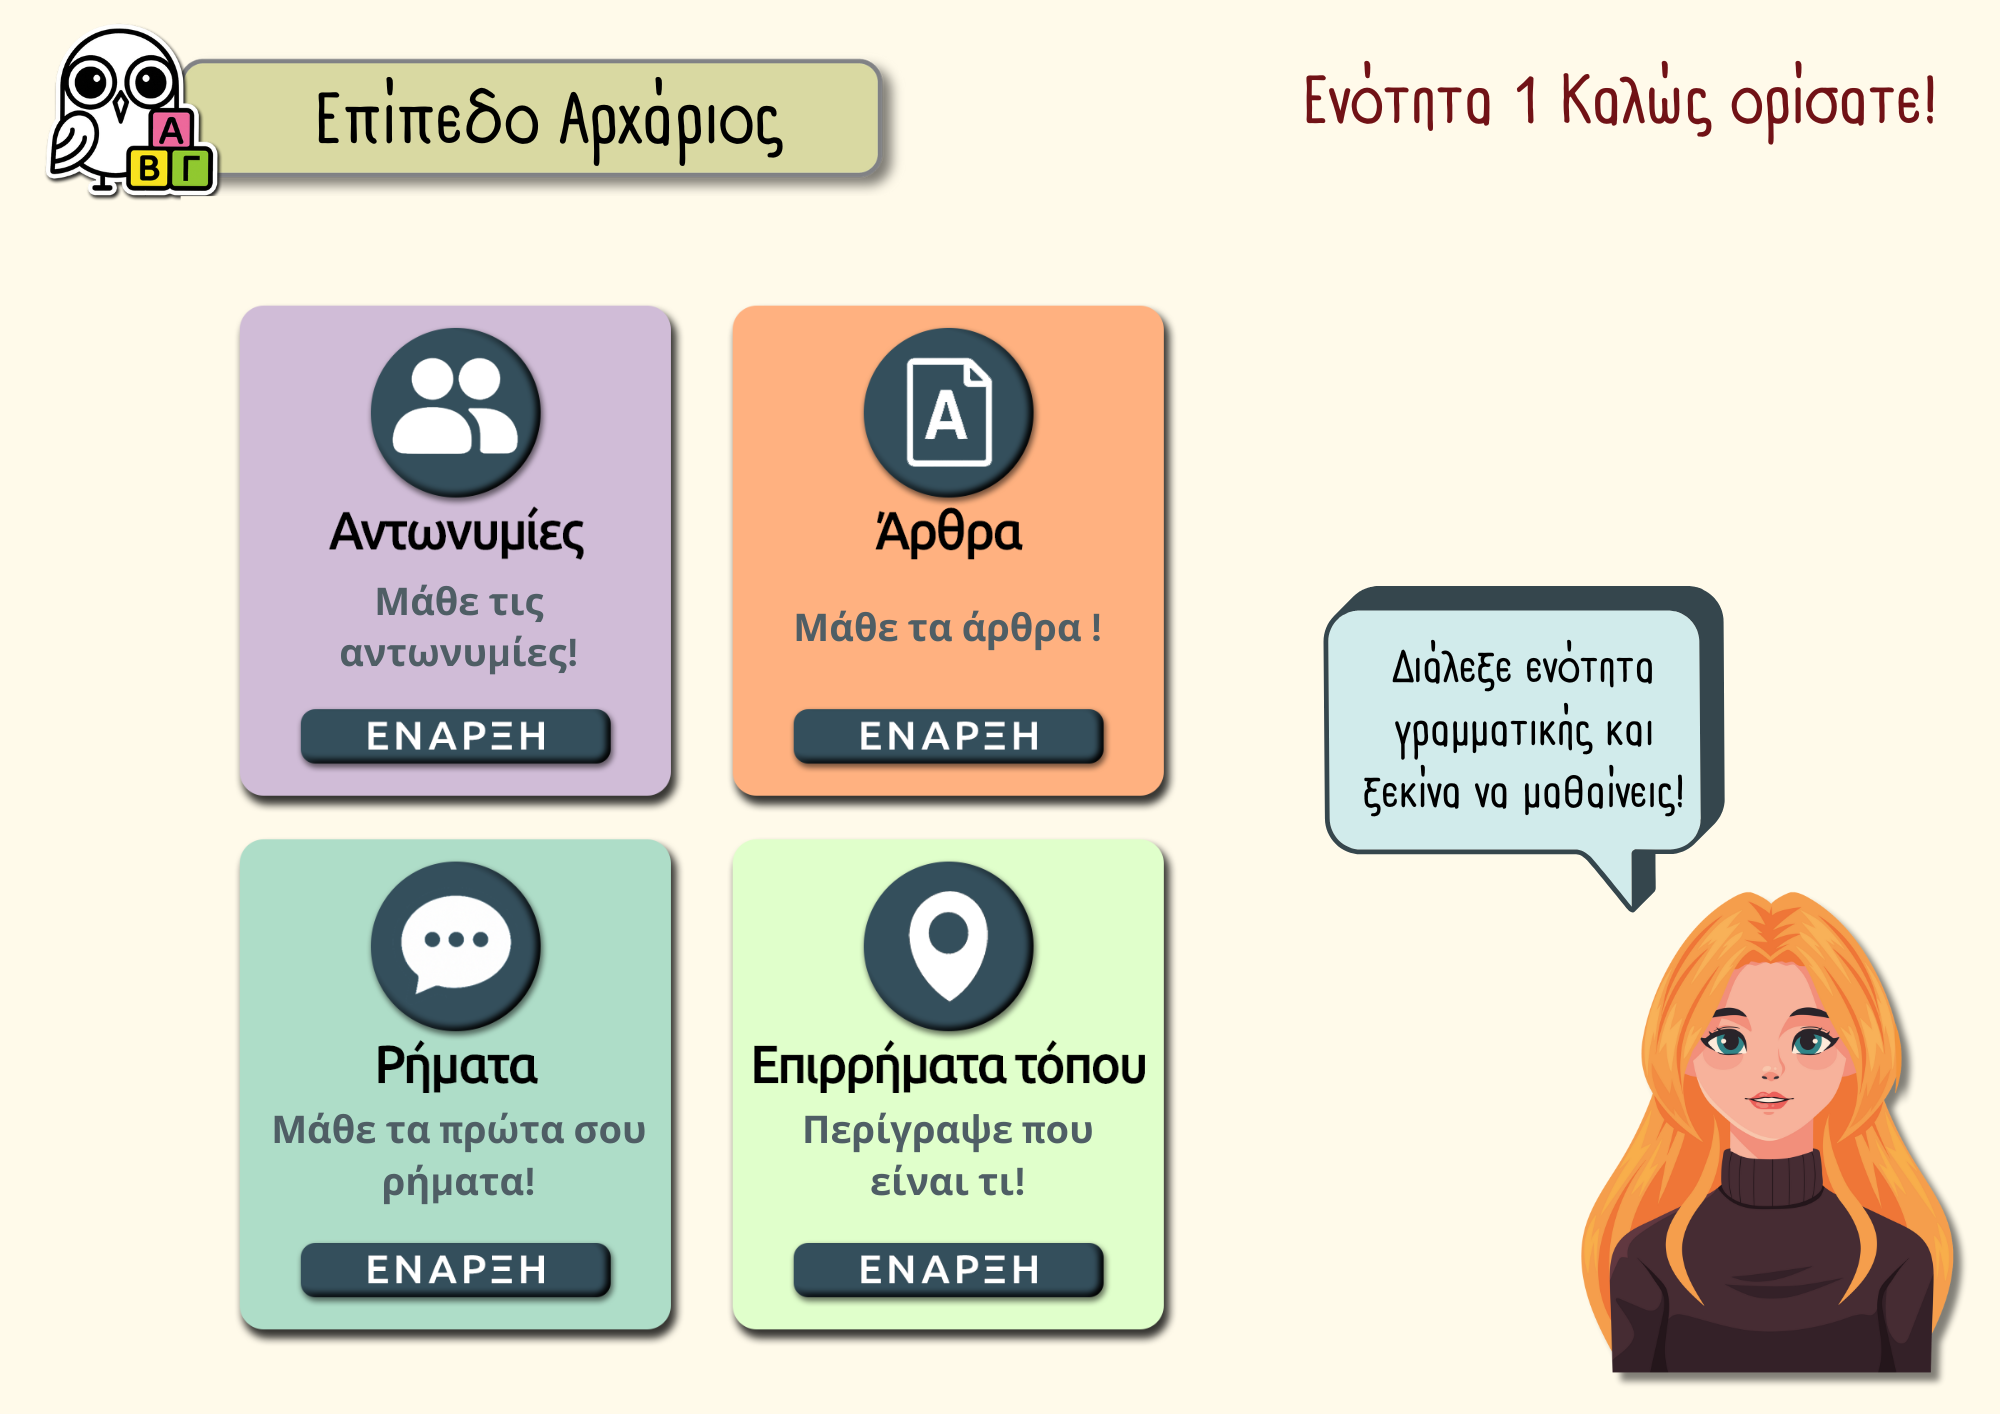 Α
Β Γ
Επίπεδο Αρχάριος
Ενότητα 1 Καλώς ορίσατε!
Αντωνυμίες
Μάθε τις
αντωνυμίες!
ΕΝΑΡΞΗ
A
Άρθρα
Μάθε τα άρθρα !
ΕΝΑΡΞΗ
Ρήματα
Μάθε τα πρώτα σου
ρήματα!
ΕΝΑΡΞΗ
Επιρρήματα τόπου
Περίγραψε που
είναι τι!
ΕΝΑΡΞΗ
Διάλεξε ενότητα
γραμματικής και
ξεκίνα να μαθαίνεις!